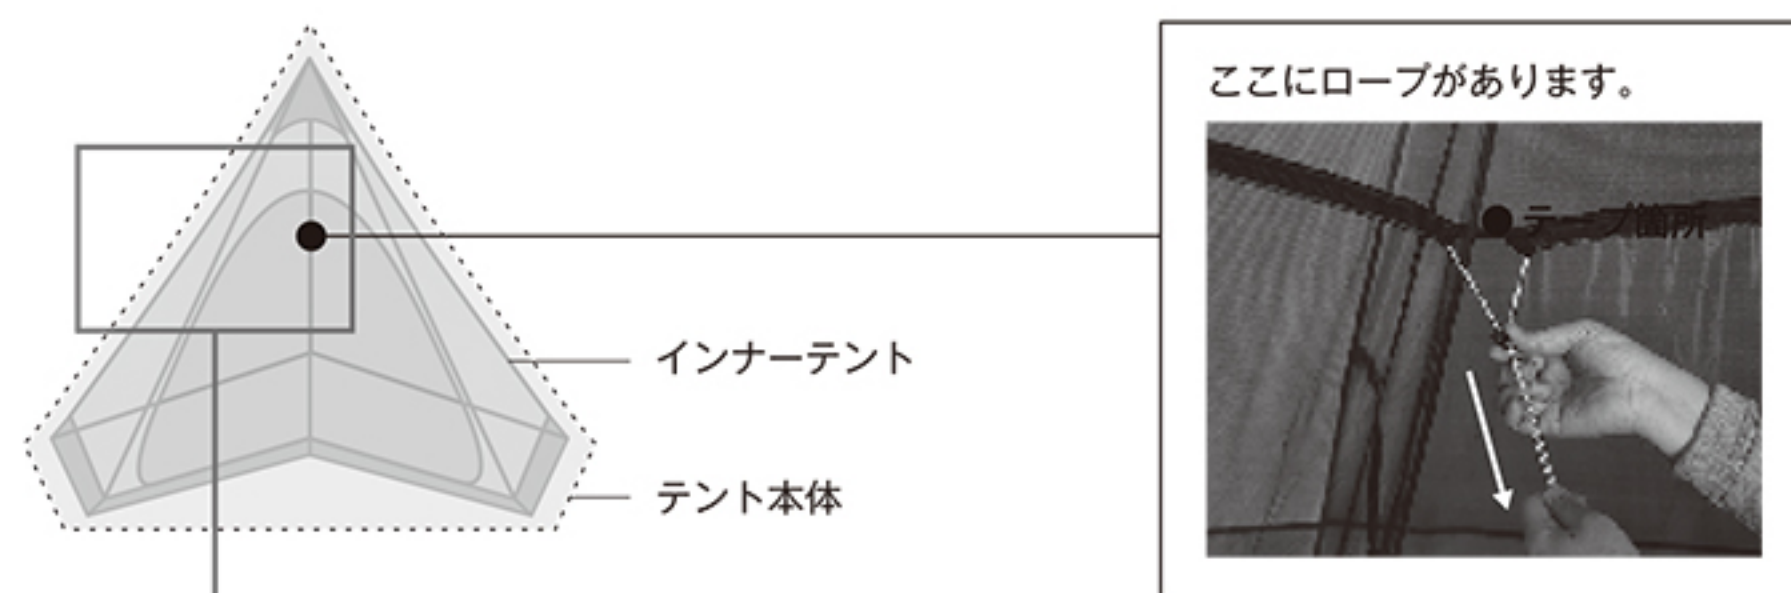 ここにロープがあります。
テープ箇所
インナーテント
テント本体